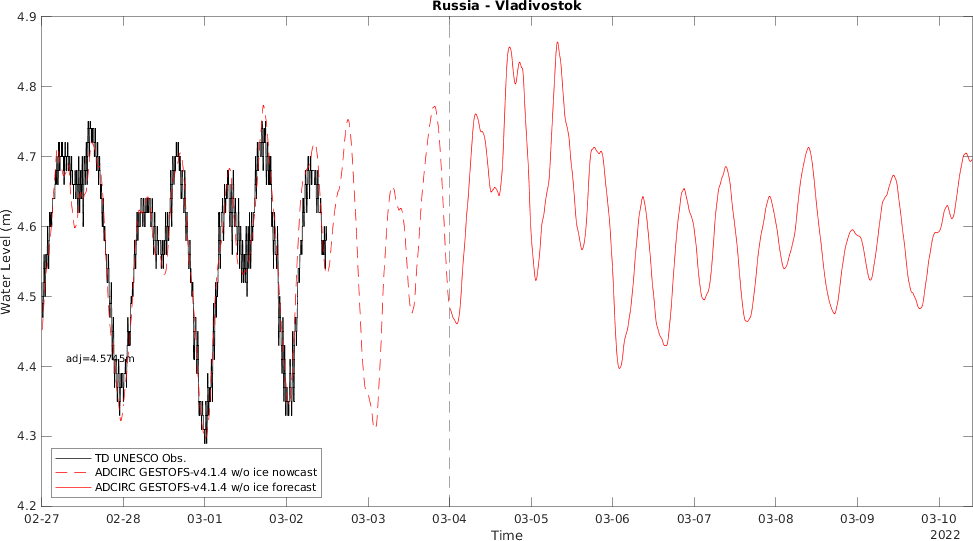 Russia - Vladivostok
4.9
4.8
4.7
4.6
4.5
4.4
4.3
4.2
Water Level (m)
adj=4.5745m
TD UNESCO Obs.
ADCIRC GESTOFS-v4.1.4 w/o ice nowcast
ADCIRC GESTOFS-v4.1.4 w/o ice forecast
02-27 02-28 03-01 03-02 03-03 03-04 03-05 03-06 03-07 03-08 03-09 03-10
2022
Time